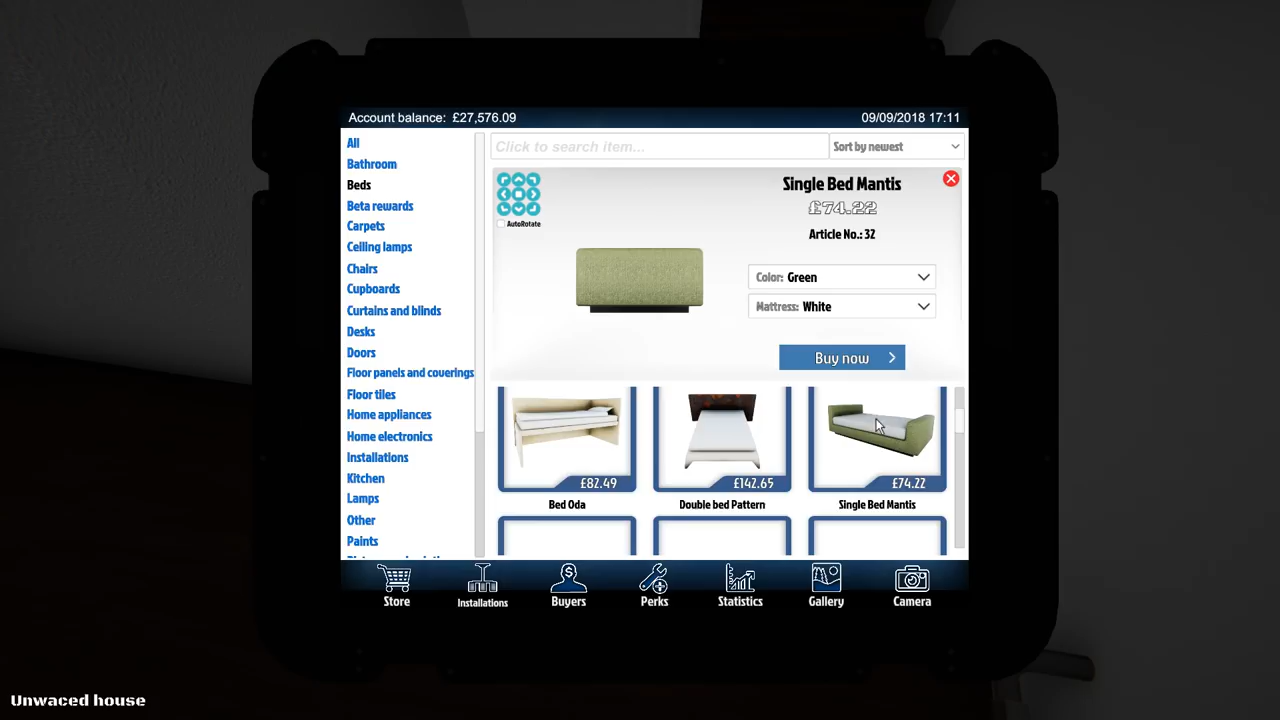 Account balance: £27,576.09
09/09/2018 17:11
All
Bathroom
Beds
Beta rewards
Carpets
Ceiling lamps
Chairs
Cupboards
Curtains and blinds
Desks
Doors
Floor panels and coverings
Floor tiles
Home appliances
Home electronics
Installations
Kitchen
Lamps
Other
Paints
Click to search item...
Sort by newest
AutoRotate
Single Bed Mantis
£74.22
Article No.: 32
Color: Green
Mattress: White
Buy now
£82.49
£142.65
£74.22
Bed Oda
Double bed Pattern
Single Bed Mantis
Store
Installations
Buyers
Perks
Statistics
Gallery
Camera
Unwaced house